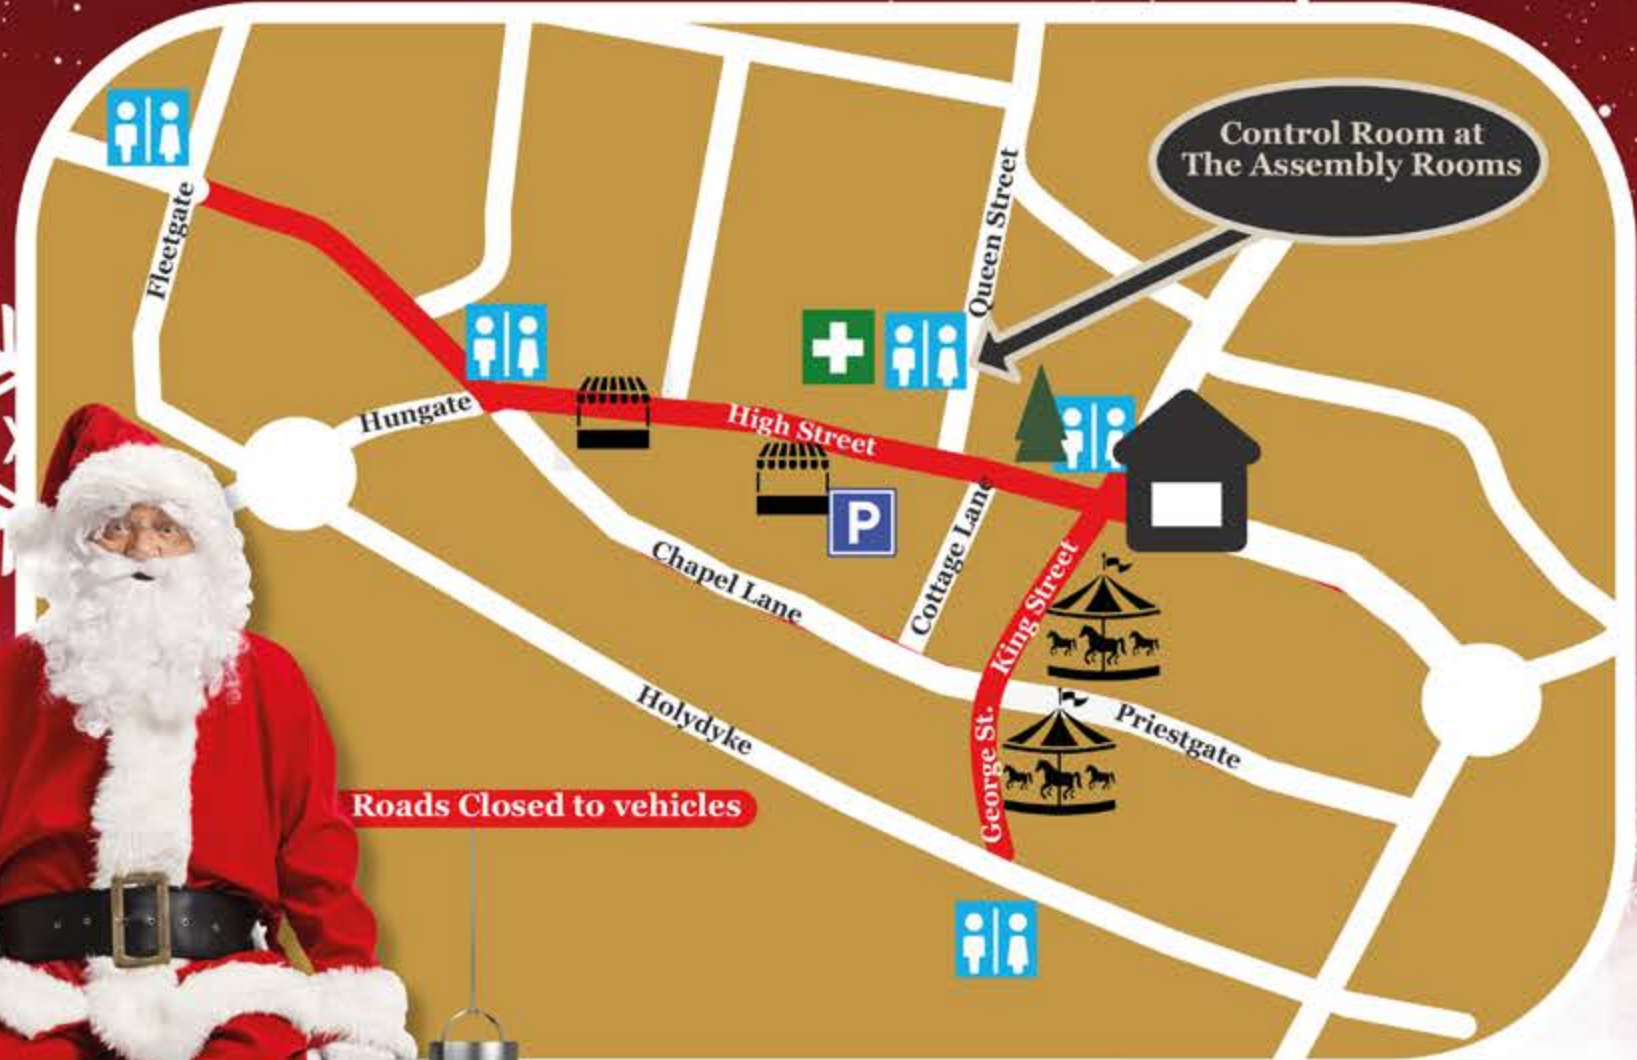 Control Room at
The Assembly Rooms
Fleetgate
Queen Street
Hungate
High Street
P
Cottage Lane
King Street
Chapel Lane
Holydyke
George St.
Priestgate
Roads Closed to vehicles